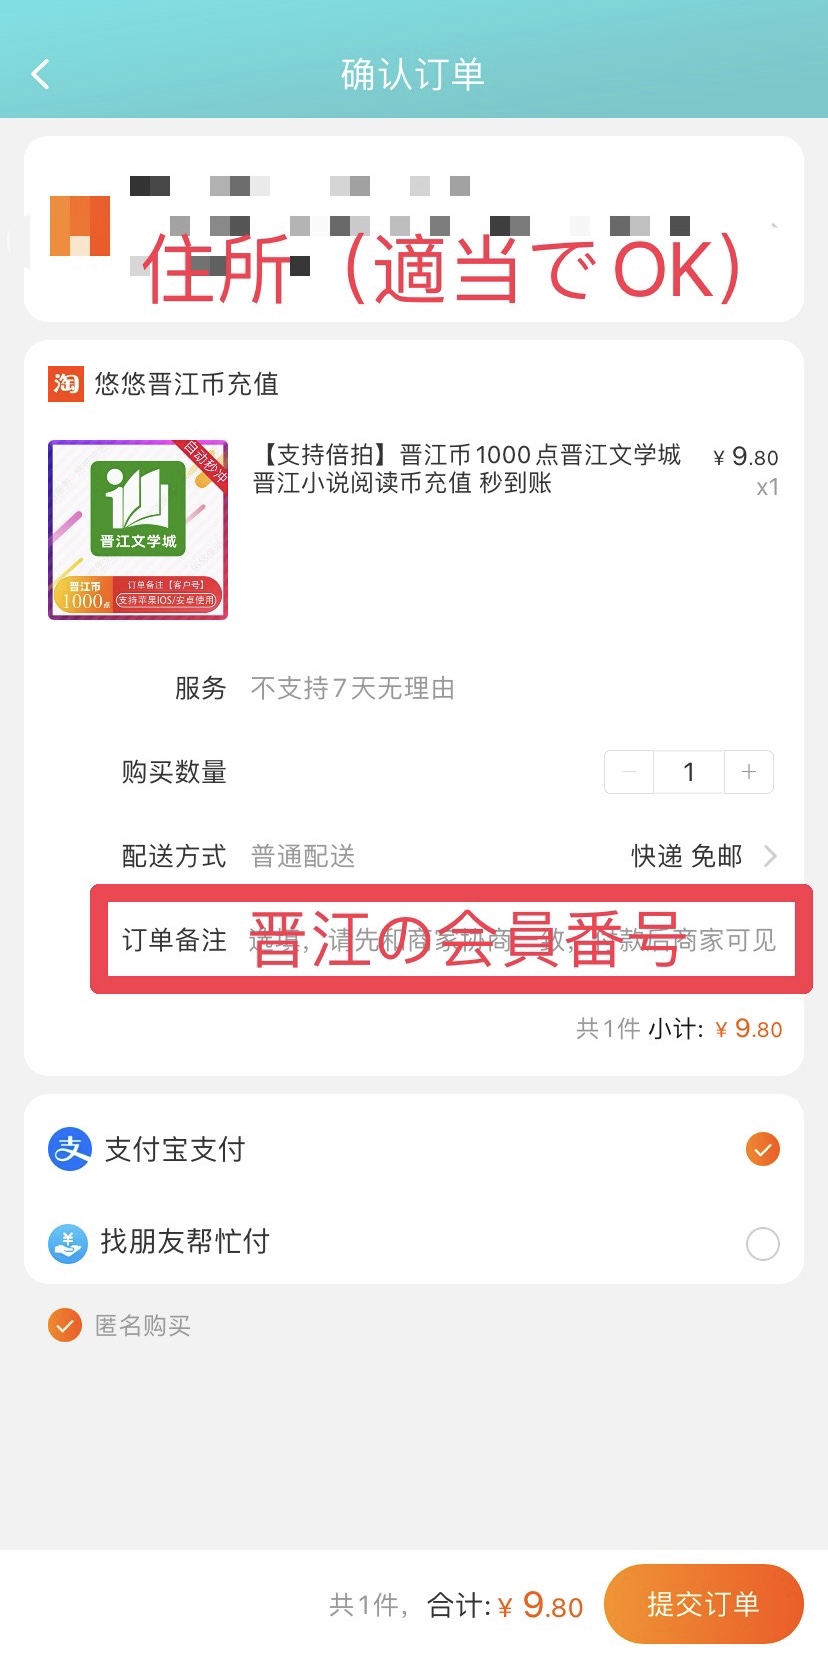 确认订单
住所（適当でOK）
淘 悠悠晋江币充值
【支持倍拍】晋江币1000点晋江文学城 ¥ 9.80
晋江小说阅读币充值 秒到账 x1
自动秒冲
晋江文学城
晋江币 订单备注【客户号】
1000点 支持苹果IOS/安卓使用
服务 不支持7天无理由
购买数量 1 +
配送方式 普通配送 快递 免邮
订单备注 选填，请先和商家协商一致，付款后商家可见
晋江の会員番号
共1件 小计: ¥ 9.80
支 支付宝支付
¥ 找朋友帮忙付
匿名购买
共1件, 合计: ¥ 9.80 提交订单